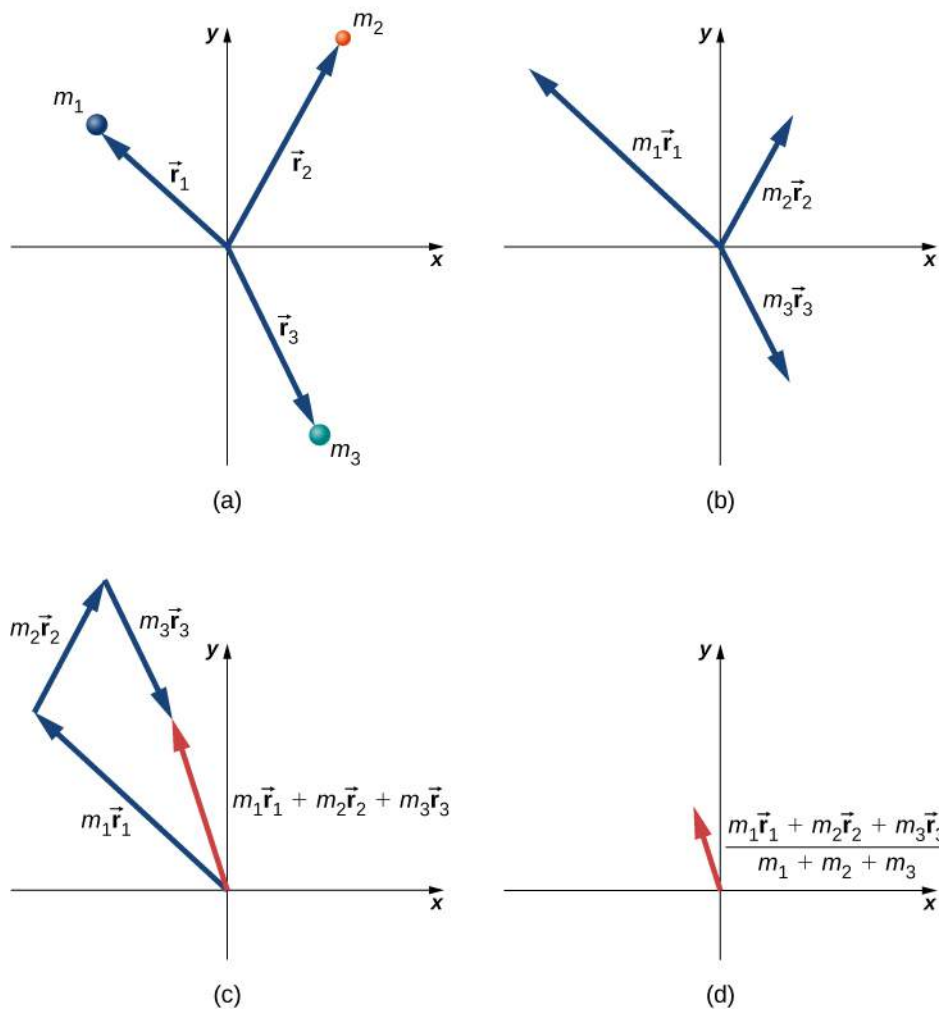 y
m₂
m₁
r⃗₁
r⃗₂
x
r⃗₃
m₃
(a)
y
m₁r⃗₁
m₂r⃗₂
x
m₃r⃗₃
(b)
m₂r⃗₂
m₃r⃗₃
y
m₁r⃗₁ + m₂r⃗₂ + m₃r⃗₃
m₁r⃗₁
x
(c)
y
m₁r⃗₁ + m₂r⃗₂ + m₃r⃗₃
m₁ + m₂ + m₃
x
(d)